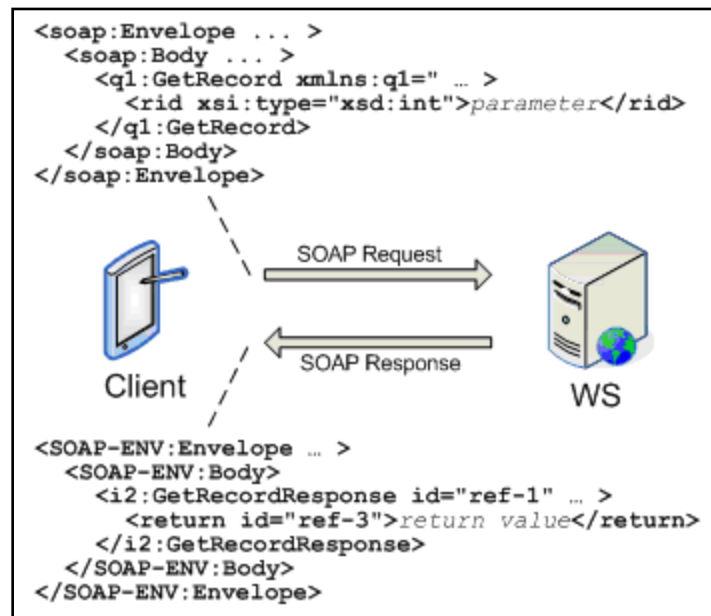 <soap:Envelope ... >
<soap:Body ... >
<q1:GetRecord xmlns:q1=" … >
<rid xsi:type="xsd:int">parameter</rid>
</q1:GetRecord>
</soap:Body>
</soap:Envelope>
SOAP Request
SOAP Response
Client
WS
<SOAP-ENV:Envelope … >
<SOAP-ENV:Body>
<i2:GetRecordResponse id="ref-1" … >
<return id="ref-3">return value</return>
</i2:GetRecordResponse>
</SOAP-ENV:Body>
</SOAP-ENV:Envelope>